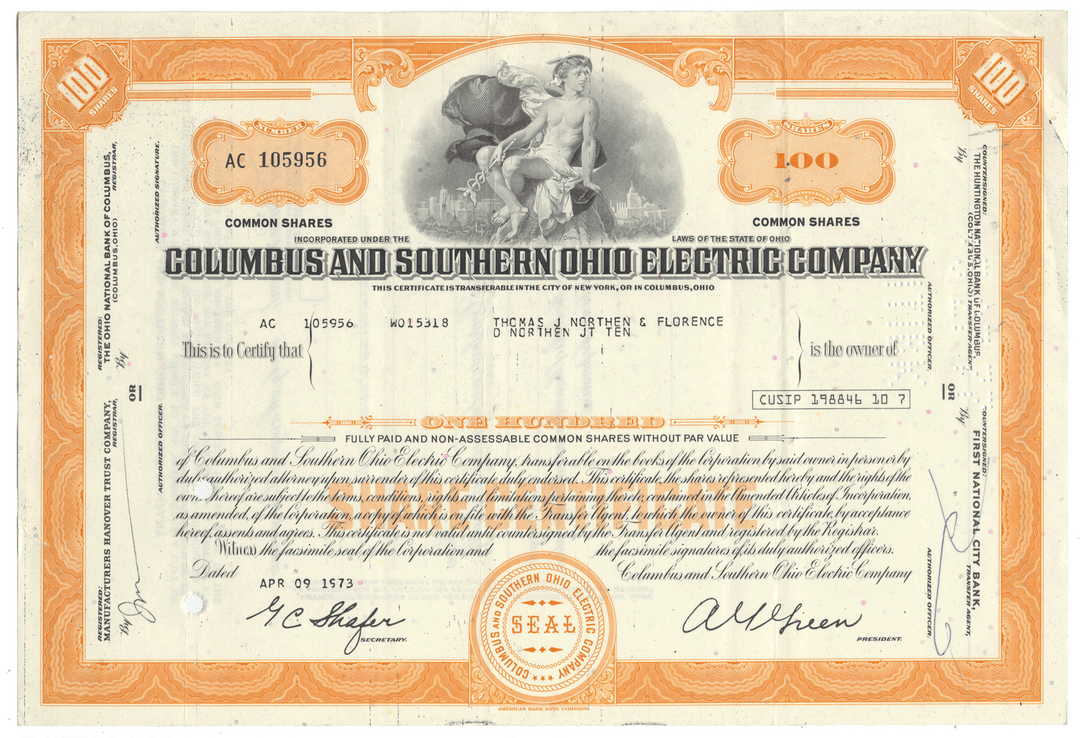 100
SHARES
100
SHARES
NUMBER
AC 105956
COMMON SHARES
SHARES
100
COMMON SHARES
INCORPORATED UNDER THE LAWS OF THE STATE OF OHIO
COLUMBUS AND SOUTHERN OHIO ELECTRIC COMPANY
THIS CERTIFICATE IS TRANSFERABLE IN THE CITY OF NEW YORK, OR IN COLUMBUS, OHIO
AC 105956 W015318 THOMAS J NORTHEN & FLORENCE
D NORTHEN JT TEN
This is to Certify that
is the owner of
CUSIP 198846 10 7
ONE HUNDRED
FULLY PAID AND NON-ASSESSABLE COMMON SHARES WITHOUT PAR VALUE
of Columbus and Southern Ohio Electric Company, transferable on the books of the Corporation by said owner in person or by
duly authorized attorney upon surrender of this certificate duly endorsed. This certificate, the shares represented hereby and the rights of the
owner hereof are subject to the terms, conditions, rights and limitations pertaining thereto, contained in the Amended Articles of Incorporation,
as amended, of the Corporation, a copy of which is on file with the Transfer Agent, to which the owner of this certificate, by acceptance
hereof, assents and agrees. This certificate is not valid until countersigned by the Transfer Agent and registered by the Registrar.
SHARE CERTIFICATE
Witness the facsimile seal of the Corporation and the facsimile signatures of its duly authorized officers.
Dated
APR 09 1973
Columbus and Southern Ohio Electric Company
G C Shafer
SECRETARY.
PRESIDENT.
COLUMBUS AND SOUTHERN OHIO ELECTRIC COMPANY
SEAL
AMERICAN BANK NOTE COMPANY
REGISTERED:
THE OHIO NATIONAL BANK OF COLUMBUS,
(COLUMBUS, OHIO) REGISTRAR,
By
AUTHORIZED SIGNATURE.
OR
REGISTERED:
MANUFACTURERS HANOVER TRUST COMPANY,
REGISTRAR,
By
AUTHORIZED OFFICER.
COUNTERSIGNED:
THE HUNTINGTON NATIONAL BANK OF COLUMBUS,
(COLUMBUS, OHIO) TRANSFER AGENT,
By
AUTHORIZED OFFICER.
OR
COUNTERSIGNED:
FIRST NATIONAL CITY BANK,
TRANSFER AGENT,
By
AUTHORIZED OFFICER.